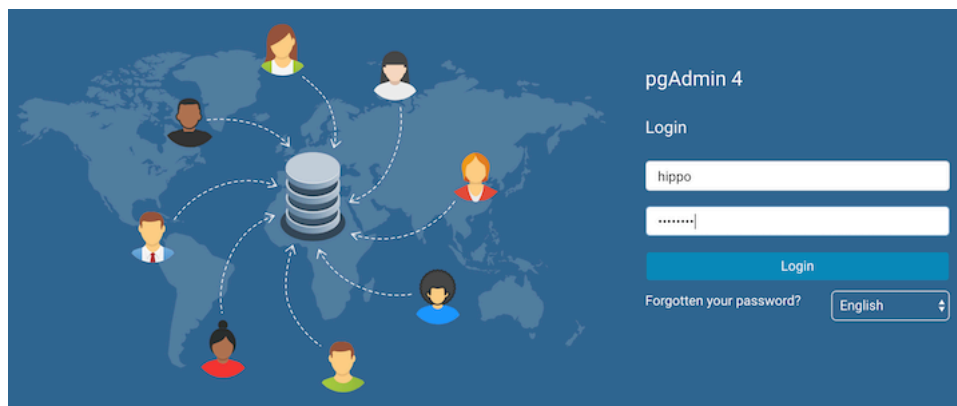 pgAdmin 4
Login
hippo
••••••••
Login
Forgotten your password?
English